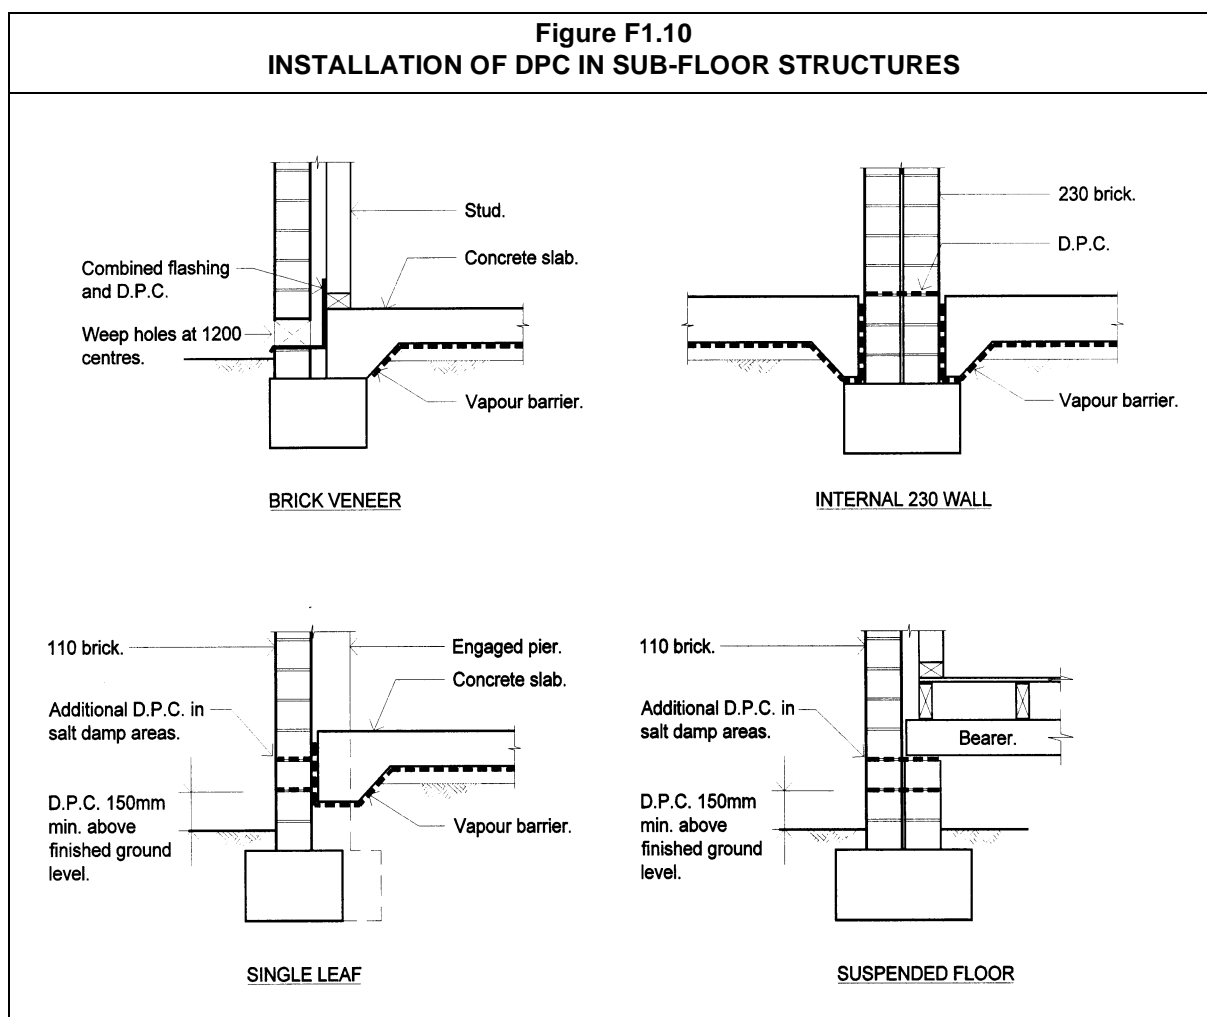 Figure F1.10
INSTALLATION OF DPC IN SUB-FLOOR STRUCTURES
Stud.
Concrete slab.
Combined flashing
and D.P.C.
Weep holes at 1200
centres.
Vapour barrier.
BRICK VENEER
230 brick.
D.P.C.
Vapour barrier.
INTERNAL 230 WALL
110 brick.
Engaged pier.
Concrete slab.
Additional D.P.C. in
salt damp areas.
D.P.C. 150mm
min. above
finished ground
level.
Vapour barrier.
SINGLE LEAF
110 brick.
Additional D.P.C. in
salt damp areas.
Bearer.
D.P.C. 150mm
min. above
finished ground
level.
SUSPENDED FLOOR